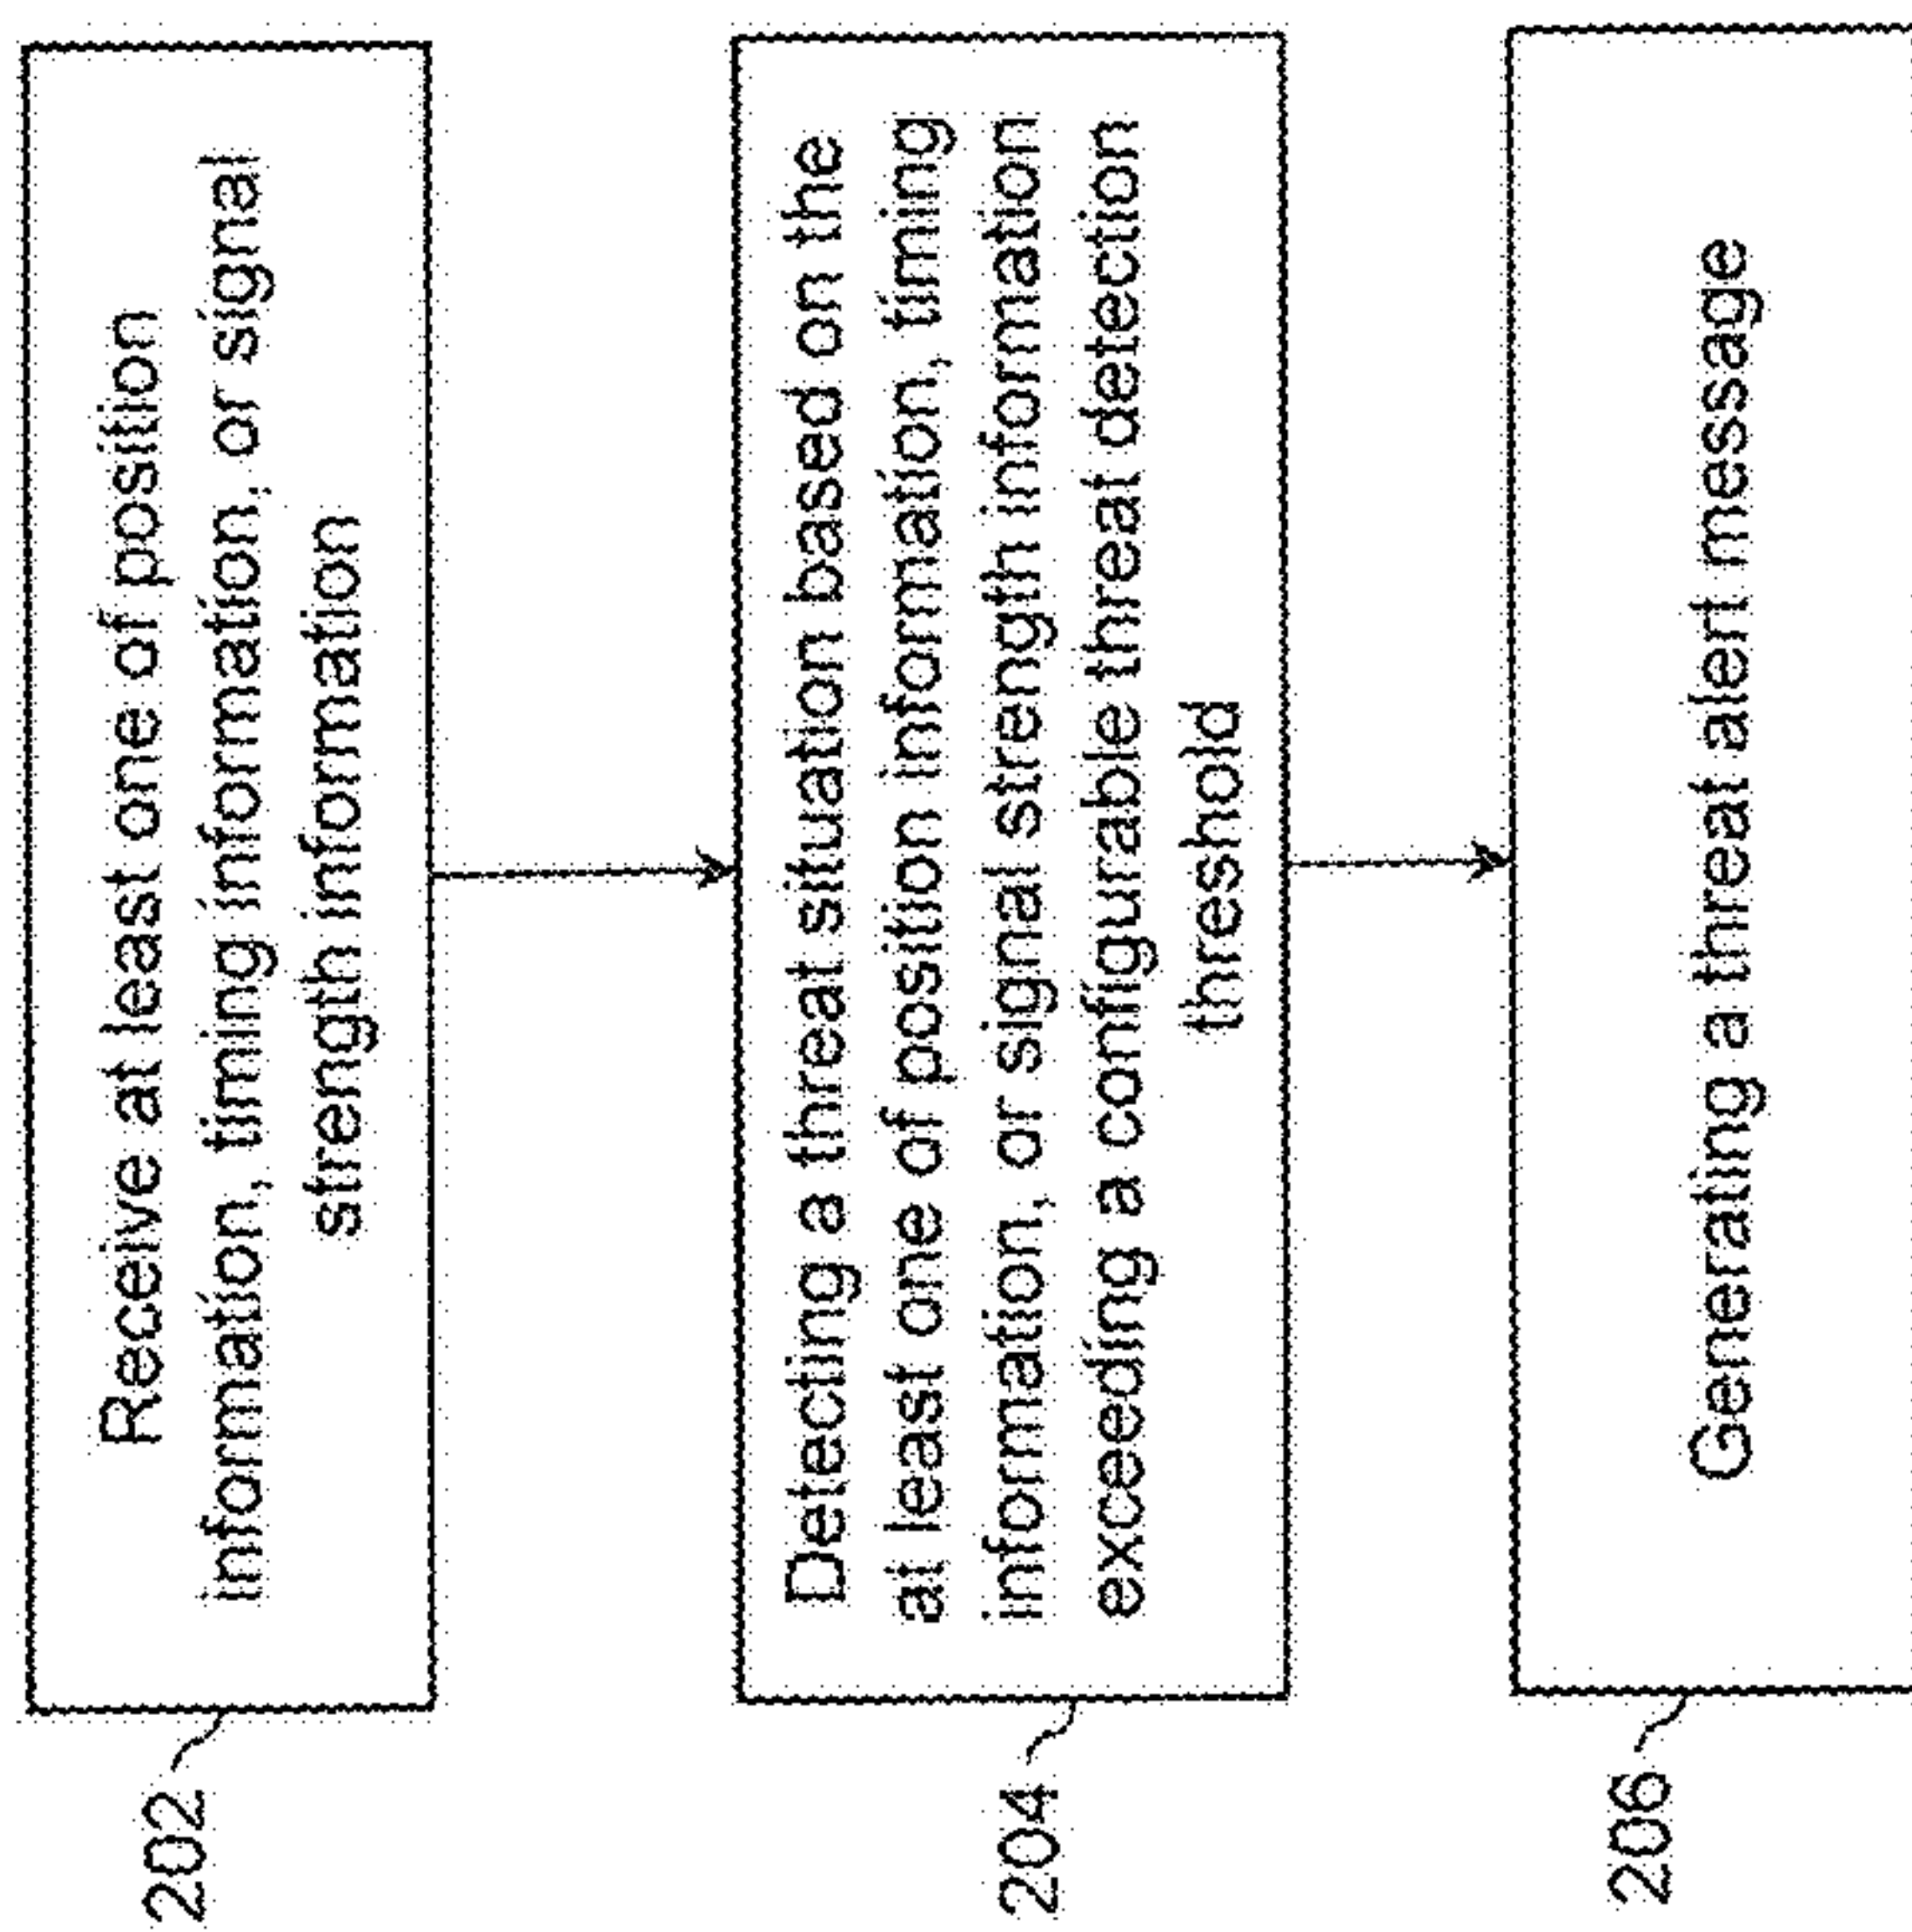 Receive at least one of position
information, timing information, or signal
strength information
202
Detecting a threat situation based on the
at least one of position information, timing
information, or signal strength information
exceeding a configurable threat detection
threshold
204
Generating a threat alert message
206